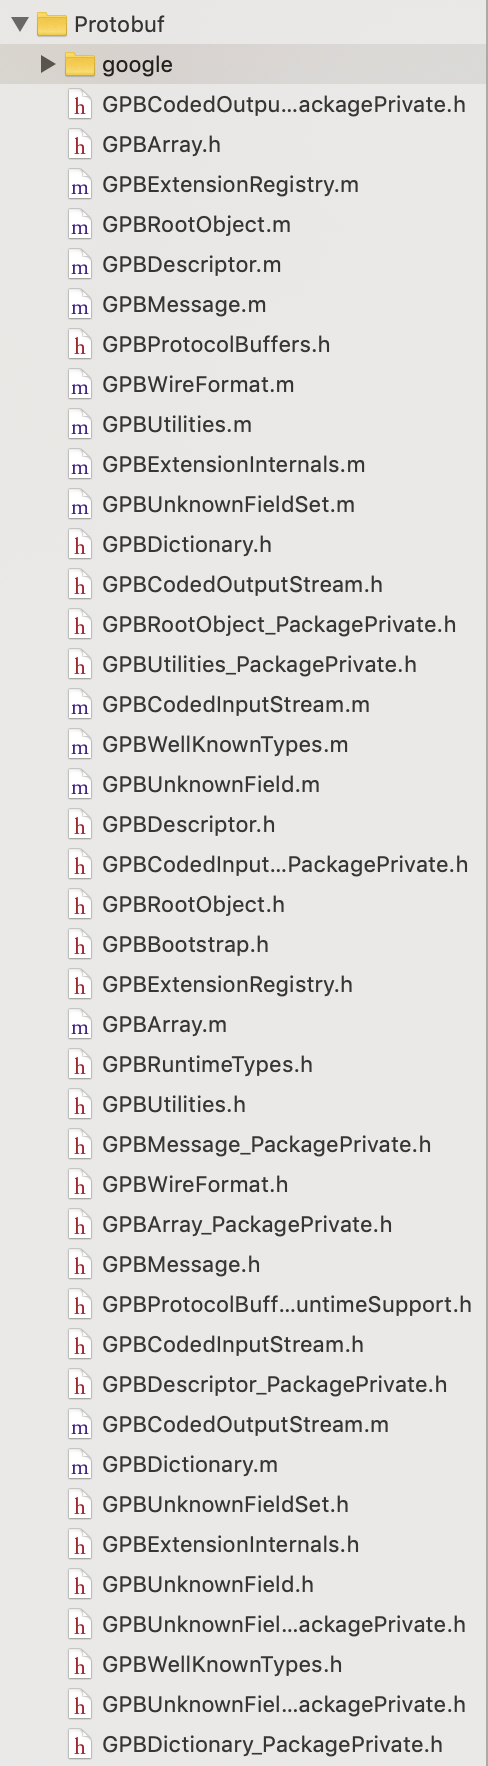 Protobuf
google
h GPBCodedOutpu...ackagePrivate.h
h GPBArray.h
m GPBExtensionRegistry.m
m GPBRootObject.m
m GPBDescriptor.m
m GPBMessage.m
h GPBProtocolBuffers.h
m GPBWireFormat.m
m GPBUtilities.m
m GPBExtensionInternals.m
m GPBUnknownFieldSet.m
h GPBDictionary.h
h GPBCodedOutputStream.h
h GPBRootObject_PackagePrivate.h
h GPBUtilities_PackagePrivate.h
m GPBCodedInputStream.m
m GPBWellKnownTypes.m
m GPBUnknownField.m
h GPBDescriptor.h
h GPBCodedInput...PackagePrivate.h
h GPBRootObject.h
h GPBBootstrap.h
h GPBExtensionRegistry.h
m GPBArray.m
h GPBRuntimeTypes.h
h GPBUtilities.h
h GPBMessage_PackagePrivate.h
h GPBWireFormat.h
h GPBArray_PackagePrivate.h
h GPBMessage.h
h GPBProtocolBuff...untimeSupport.h
h GPBCodedInputStream.h
h GPBDescriptor_PackagePrivate.h
m GPBCodedOutputStream.m
m GPBDictionary.m
h GPBUnknownFieldSet.h
h GPBExtensionInternals.h
h GPBUnknownField.h
h GPBUnknownFiel...ackagePrivate.h
h GPBWellKnownTypes.h
h GPBUnknownFiel...ackagePrivate.h
h GPBDictionary_PackagePrivate.h